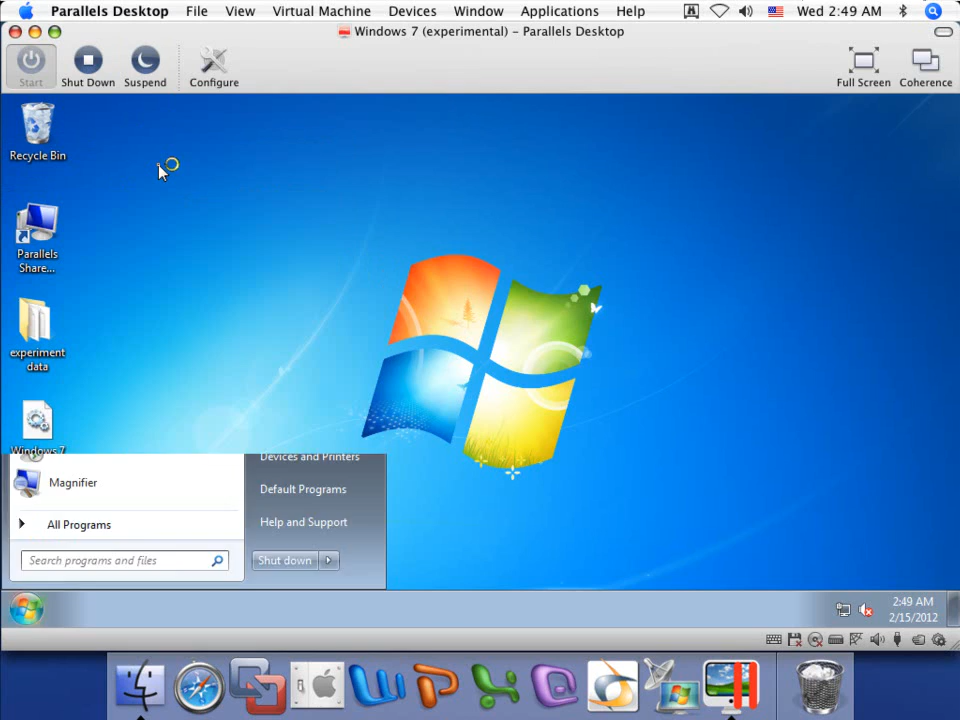 Parallels Desktop File View Virtual Machine Devices Window Applications Help Wed 2:49 AM
Windows 7 (experimental) – Parallels Desktop
Start Shut Down Suspend Configure Full Screen Coherence
Recycle Bin
Parallels
Share...
experiment
data
Windows 7
Devices and Printers
Magnifier
Default Programs
All Programs
Help and Support
Search programs and files
Shut down
2:49 AM
2/15/2012